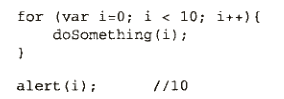 for (var i=0; i < 10; i++){
    doSomething(i);
}
alert(i);        //10